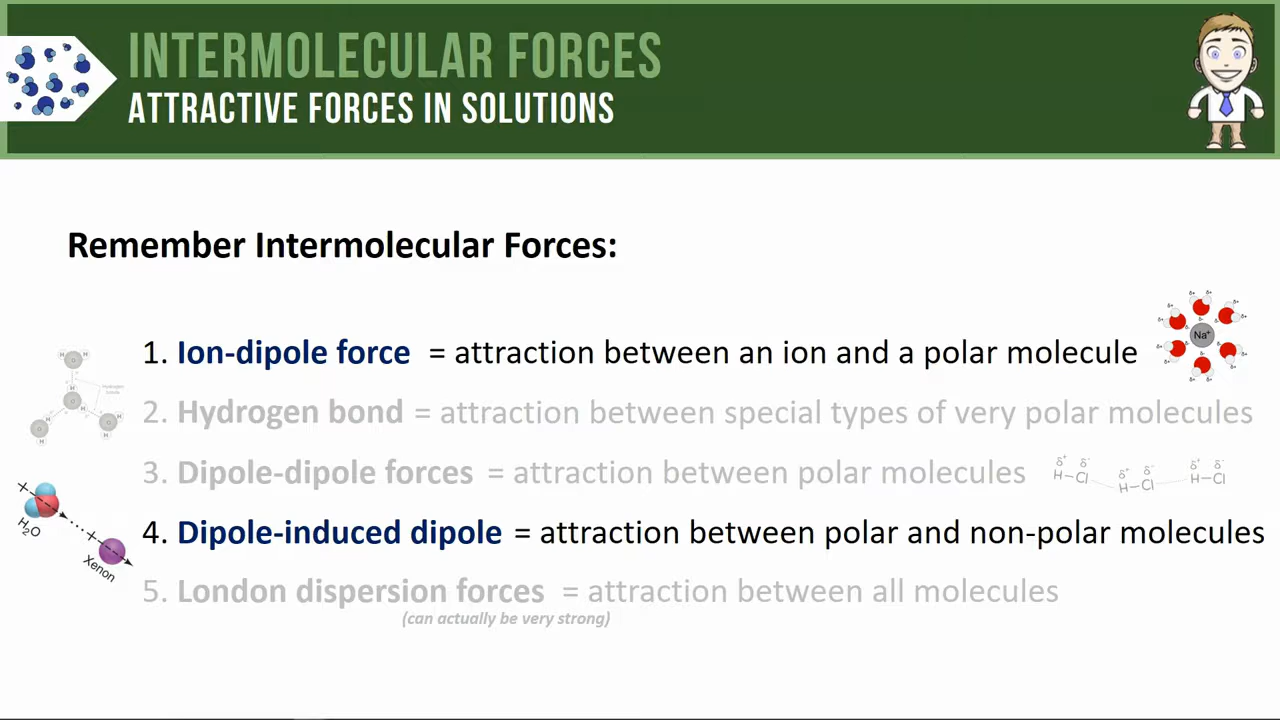 INTERMOLECULAR FORCES
ATTRACTIVE FORCES IN SOLUTIONS
Remember Intermolecular Forces:
1. Ion-dipole force = attraction between an ion and a polar molecule
Na+
2. Hydrogen bond = attraction between special types of very polar molecules
3. Dipole-dipole forces = attraction between polar molecules
δ+ δ- δ+ δ- δ+ δ-
H–Cl H–Cl H–Cl
4. Dipole-induced dipole = attraction between polar and non-polar molecules
H2O
Xenon
5. London dispersion forces = attraction between all molecules
(can actually be very strong)